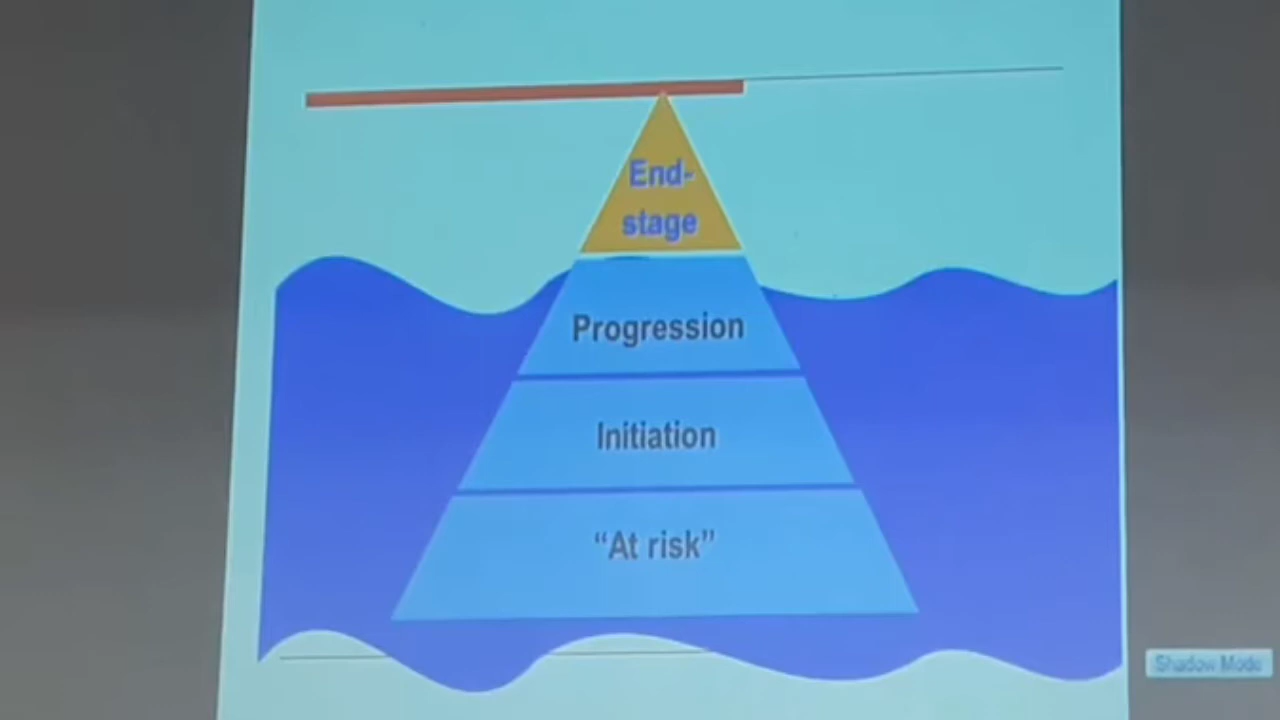 End-
stage
Progression
Initiation
“At risk”
Shadow Mode